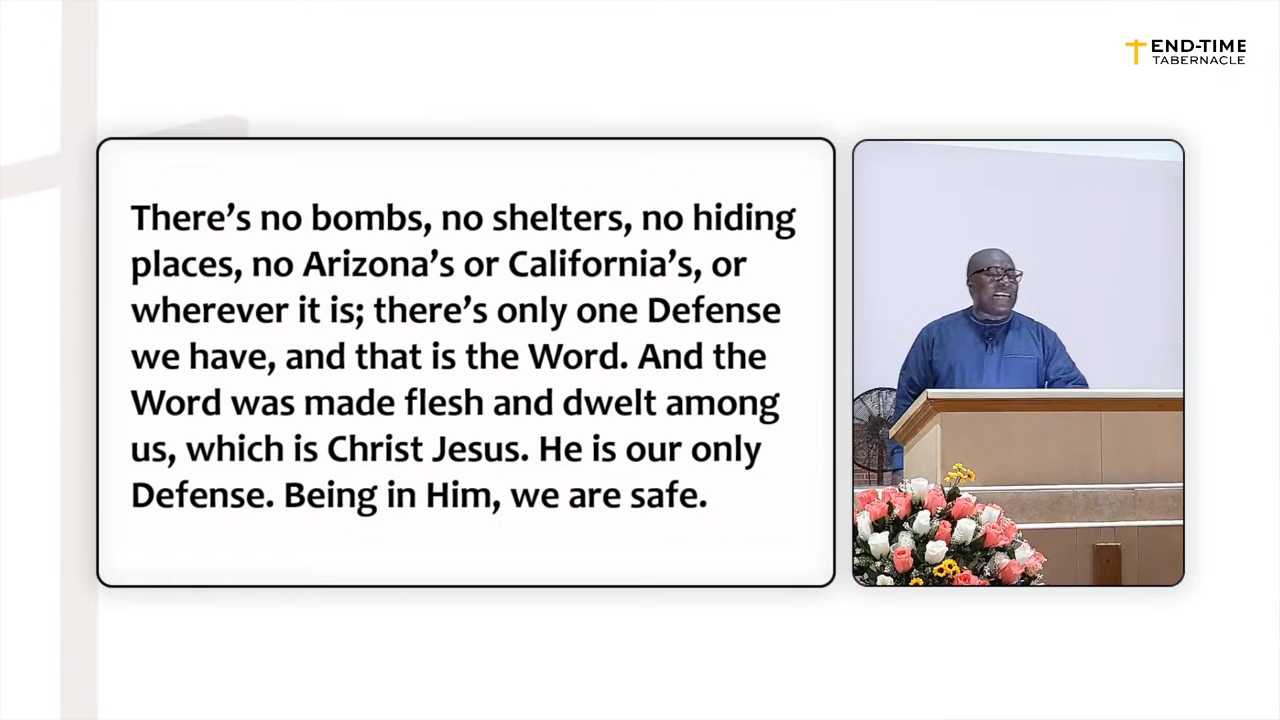 END-TIME
TABERNACLE
There’s no bombs, no shelters, no hiding
places, no Arizona’s or California’s, or
wherever it is; there’s only one Defense
we have, and that is the Word. And the
Word was made flesh and dwelt among
us, which is Christ Jesus. He is our only
Defense. Being in Him, we are safe.